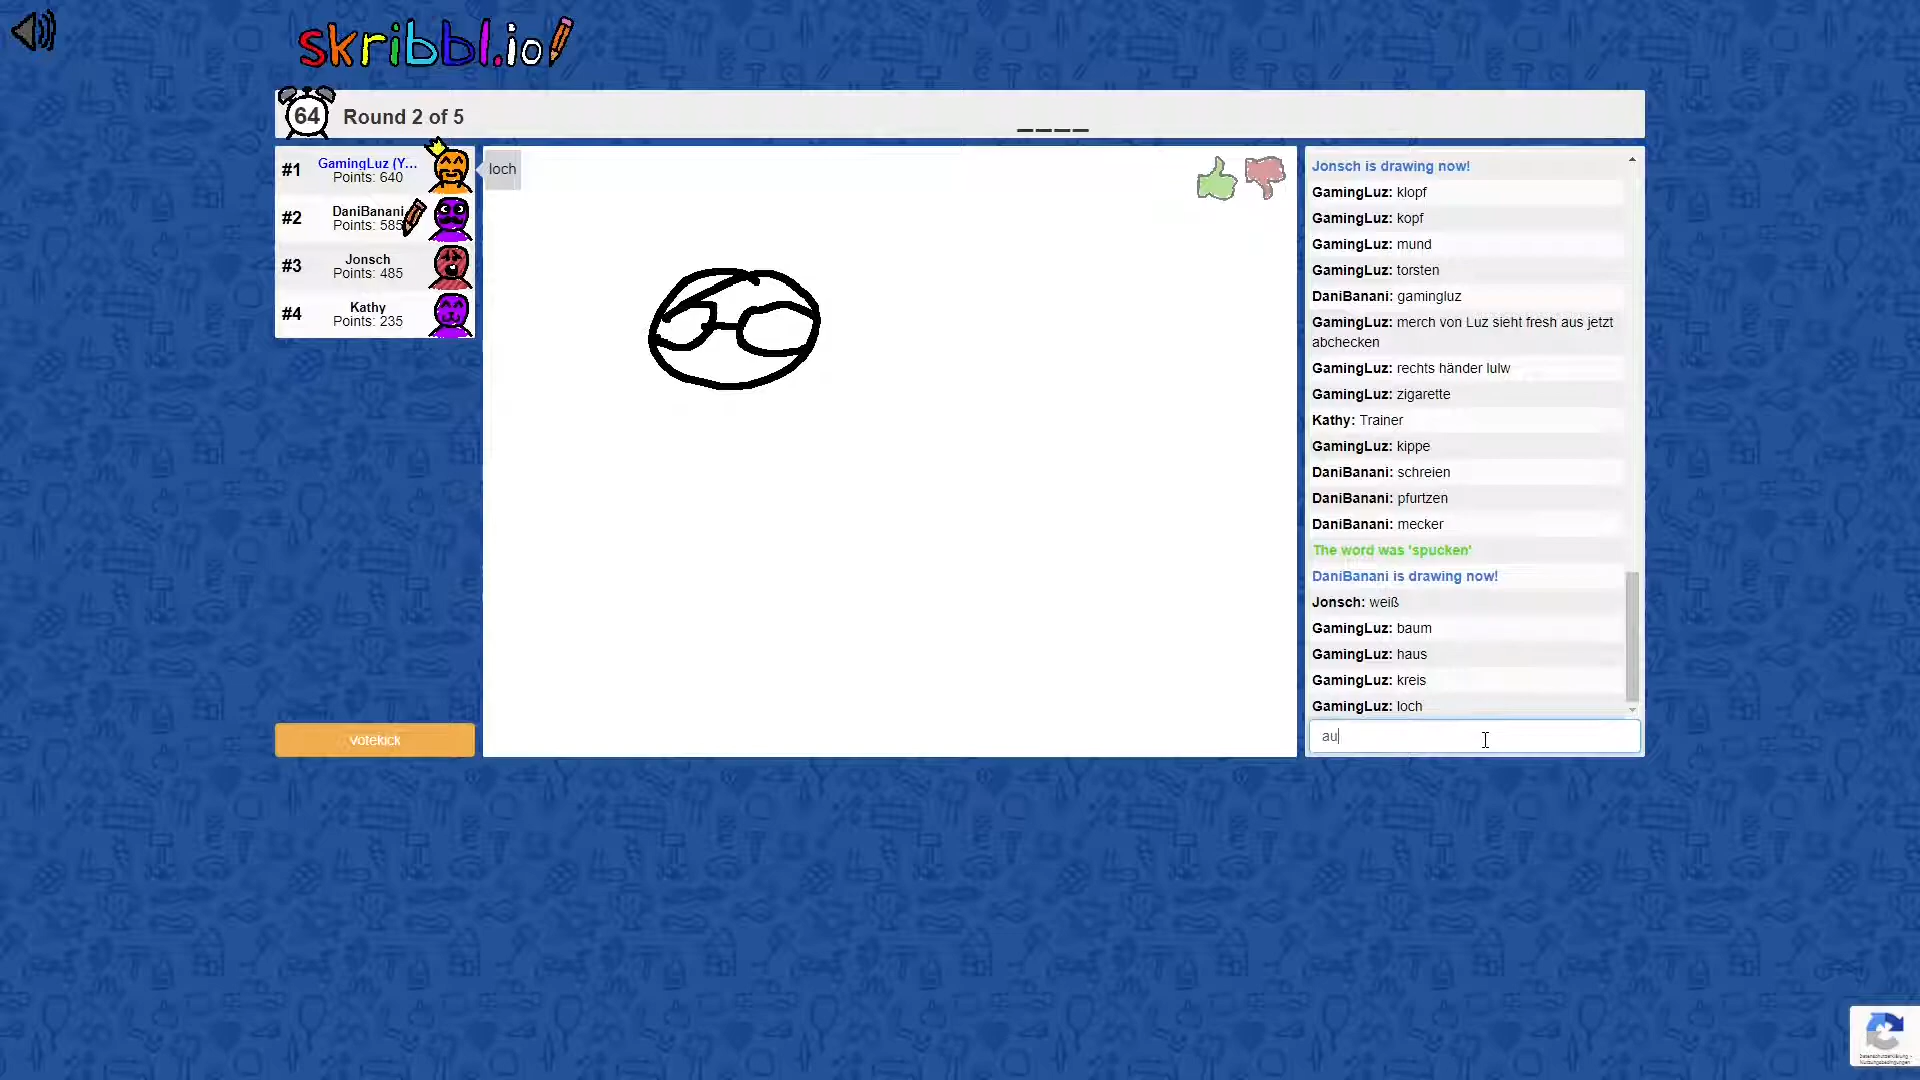 skribbl.io
64
Round 2 of 5
____
#1
GamingLuz (Y...
Points: 640
#2
DaniBanani
Points: 585
#3
Jonsch
Points: 485
#4
Kathy
Points: 235
Votekick
loch
Jonsch is drawing now!
GamingLuz: klopf
GamingLuz: kopf
GamingLuz: mund
GamingLuz: torsten
DaniBanani: gamingluz
GamingLuz: merch von Luz sieht fresh aus jetzt
abchecken
GamingLuz: rechts händer lulw
GamingLuz: zigarette
Kathy: Trainer
GamingLuz: kippe
DaniBanani: schreien
DaniBanani: pfurtzen
DaniBanani: mecker
The word was 'spucken'
DaniBanani is drawing now!
Jonsch: weiß
GamingLuz: baum
GamingLuz: haus
GamingLuz: kreis
GamingLuz: loch
au
Datenschutzerklärung -
Nutzungsbedingungen